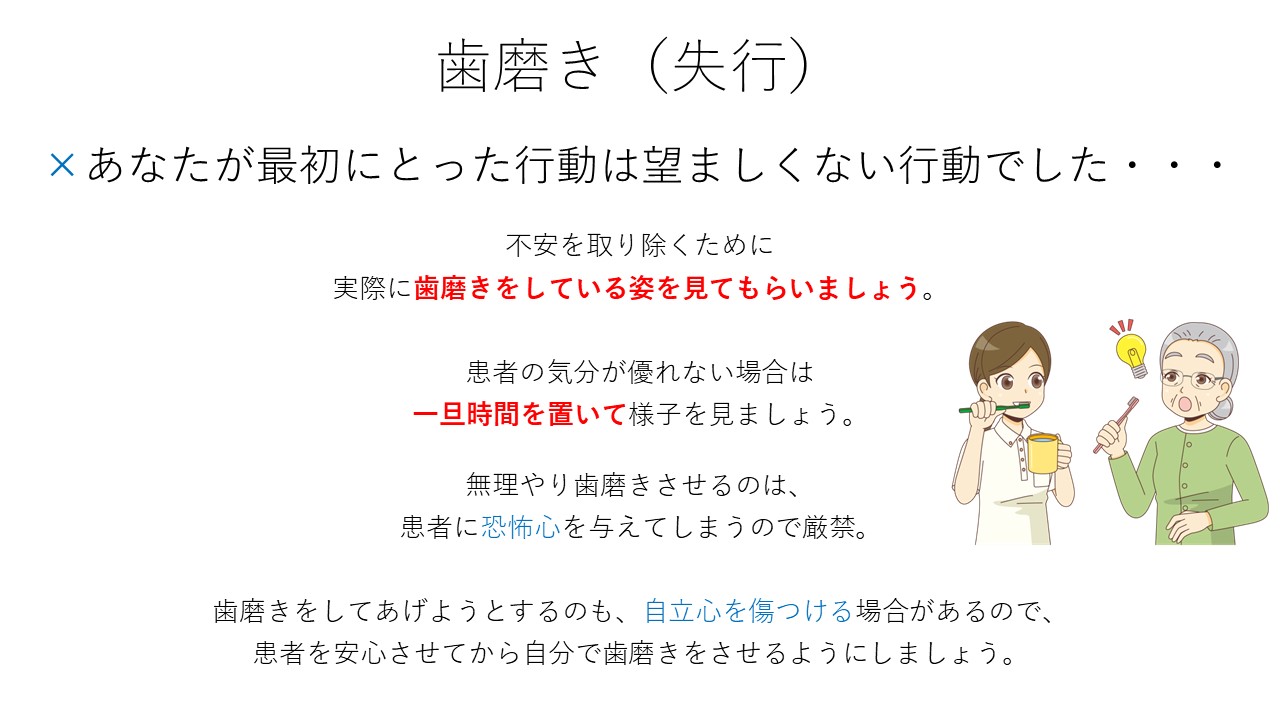 歯磨き（失行）
×あなたが最初にとった行動は望ましくない行動でした・・・
不安を取り除くために
実際に歯磨きをしている姿を見てもらいましょう。
患者の気分が優れない場合は
一旦時間を置いて様子を見ましょう。
無理やり歯磨きさせるのは、
患者に恐怖心を与えてしまうので厳禁。
歯磨きをしてあげようとするのも、自立心を傷つける場合があるので、
患者を安心させてから自分で歯磨きをさせるようにしましょう。